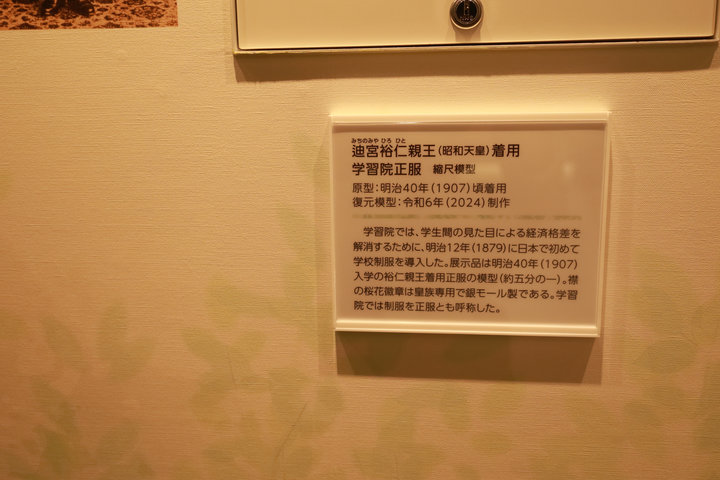 みちのみや ひろ ひと
迪宮裕仁親王（昭和天皇）着用
学習院正服 縮尺模型
原型：明治40年（1907）頃着用
復元模型：令和6年（2024）制作
学習院では、学生間の見た目による経済格差を
解消するために、明治12年（1879）に日本で初めて
学校制服を導入した。展示品は明治40年（1907）
入学の裕仁親王着用正服の模型（約五分の一）。襟
の桜花徽章は皇族専用で銀モール製である。学習
院では制服を正服とも呼称した。